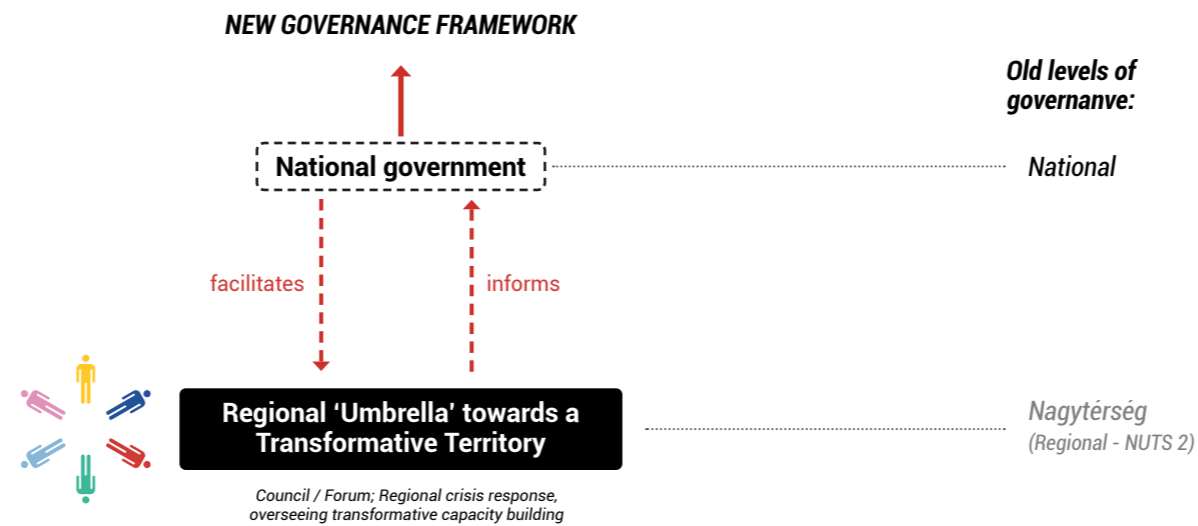 NEW GOVERNANCE FRAMEWORK
Old levels of
governanve:
National government
National
facilitates
informs
Regional ‘Umbrella’ towards a
Transformative Territory
Nagytérség
(Regional - NUTS 2)
Council / Forum; Regional crisis response,
overseeing transformative capacity building